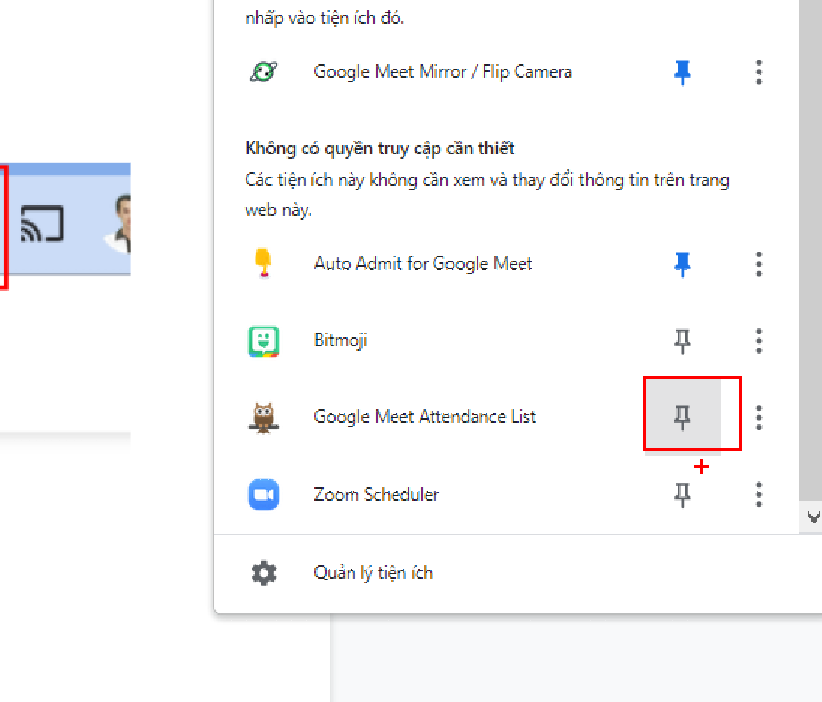 nhấp vào tiện ích đó.
Google Meet Mirror / Flip Camera
Không có quyền truy cập cần thiết
Các tiện ích này không cần xem và thay đổi thông tin trên trang
web này.
Auto Admit for Google Meet
Bitmoji
Google Meet Attendance List
Zoom Scheduler
Quản lý tiện ích